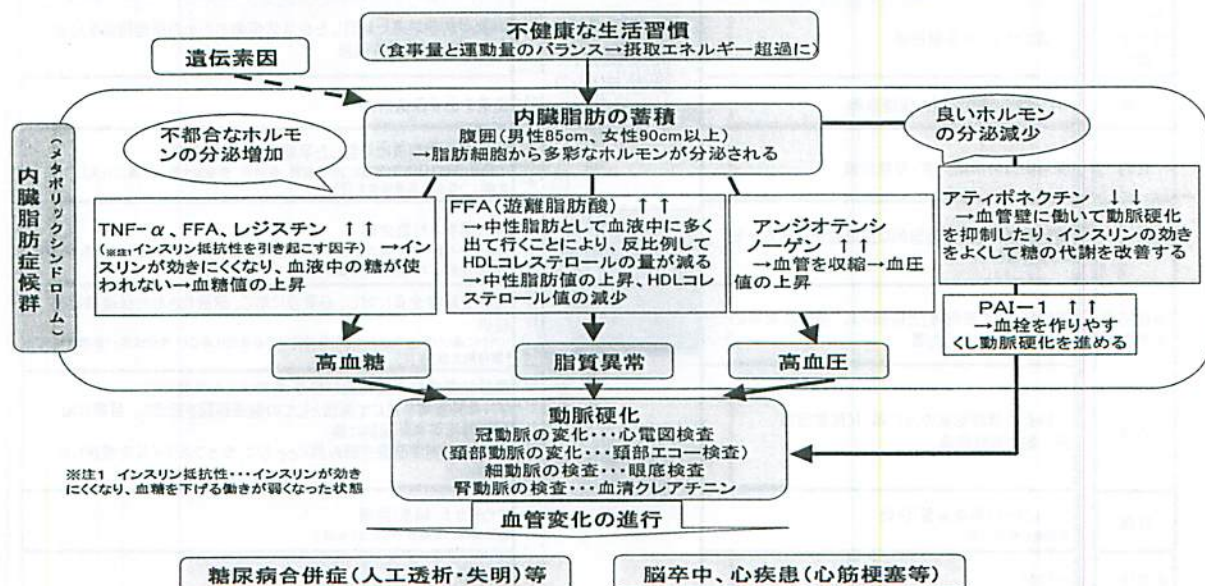 不健康な生活習慣
(食事量と運動量のバランス→摂取エネルギー超過に)
遺伝素因
内臓脂肪症候群
(メタボリックシンドローム)
内臓脂肪の蓄積
腹囲(男性85cm、女性90cm以上)
→脂肪細胞から多彩なホルモンが分泌される
不都合なホルモ
ンの分泌増加
良いホルモン
の分泌減少
TNF-α、FFA、レジスチン ↑ ↑
(※注1インスリン抵抗性を引き起こす因子) →イン
スリンが効きにくくなり、血液中の糖が使
われない→血糖値の上昇
FFA(遊離脂肪酸) ↑ ↑
→中性脂肪として血液中に多く
出て行くことにより、反比例して
HDLコレステロールの量が減る
→中性脂肪値の上昇、HDLコレ
ステロール値の減少
アンジオテンシ
ノーゲン ↑ ↑
→血管を収縮→血圧
値の上昇
アティポネクチン ↓ ↓
→血管壁に働いて動脈硬化
を抑制したり、インスリンの効き
をよくして糖の代謝を改善する
PAI-1 ↑ ↑
→血栓を作りやす
くし動脈硬化を進める
高血糖
脂質異常
高血圧
動脈硬化
冠動脈の変化・・・心電図検査
(頚部動脈の変化・・・頚部エコー検査)
細動脈の検査・・・眼底検査
腎動脈の検査・・・血清クレアチニン
※注1 インスリン抵抗性・・・インスリンが効き
にくくなり、血糖を下げる働きが弱くなった状態
血管変化の進行
糖尿病合併症(人工透析・失明)等
脳卒中、心疾患(心筋梗塞等)